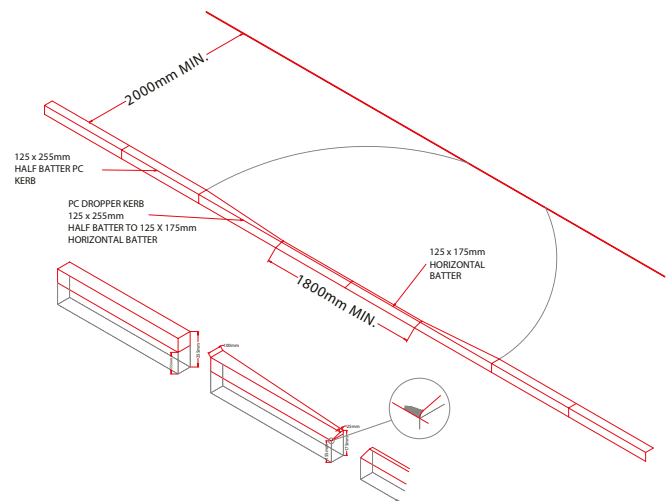 2000mm MIN.
125 x 255mm
HALF BATTER PC
KERB
PC DROPPER KERB
125 x 255mm
HALF BATTER TO 125 X 175mm
HORIZONTAL BATTER
125 x 175mm
HORIZONTAL
BATTER
1800mm MIN.